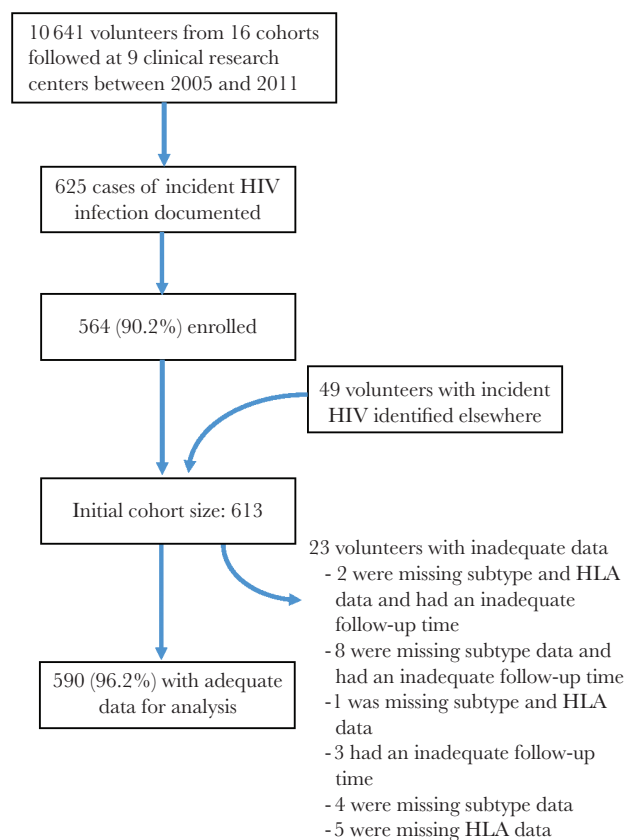 10 641 volunteers from 16 cohorts
followed at 9 clinical research
centers between 2005 and 2011
625 cases of incident HIV
infection documented
564 (90.2%) enrolled
49 volunteers with incident
HIV identified elsewhere
Initial cohort size: 613
23 volunteers with inadequate data
- 2 were missing subtype and HLA
data and had an inadequate
follow-up time
- 8 were missing subtype data and
had an inadequate follow-up time
- 1 was missing subtype and HLA
data
- 3 had an inadequate follow-up
time
- 4 were missing subtype data
- 5 were missing HLA data
590 (96.2%) with adequate
data for analysis